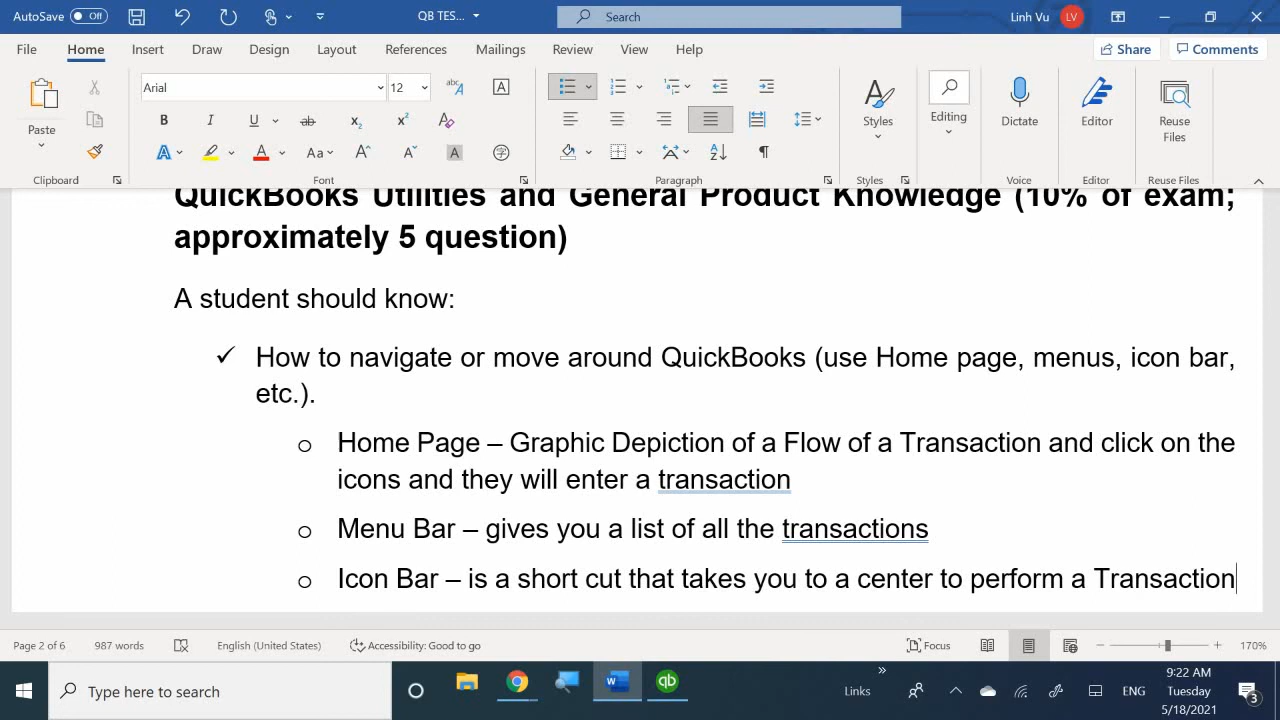 AutoSave Off QB TES... Search Linh Vu LV
File Home Insert Draw Design Layout References Mailings Review View Help Share Comments
Arial 12
Paste Styles Editing Dictate Editor Reuse Files
Clipboard Font Paragraph Styles Voice Editor Reuse Files
QuickBooks Utilities and General Product Knowledge (10% of exam;
approximately 5 question)
A student should know:
✓ How to navigate or move around QuickBooks (use Home page, menus, icon bar,
etc.).
o Home Page – Graphic Depiction of a Flow of a Transaction and click on the
icons and they will enter a transaction
o Menu Bar – gives you a list of all the transactions
o Icon Bar – is a short cut that takes you to a center to perform a Transaction
Page 2 of 6 987 words English (United States) Accessibility: Good to go Focus 170%
Type here to search Links ENG 9:22 AM
Tuesday
5/18/2021 3